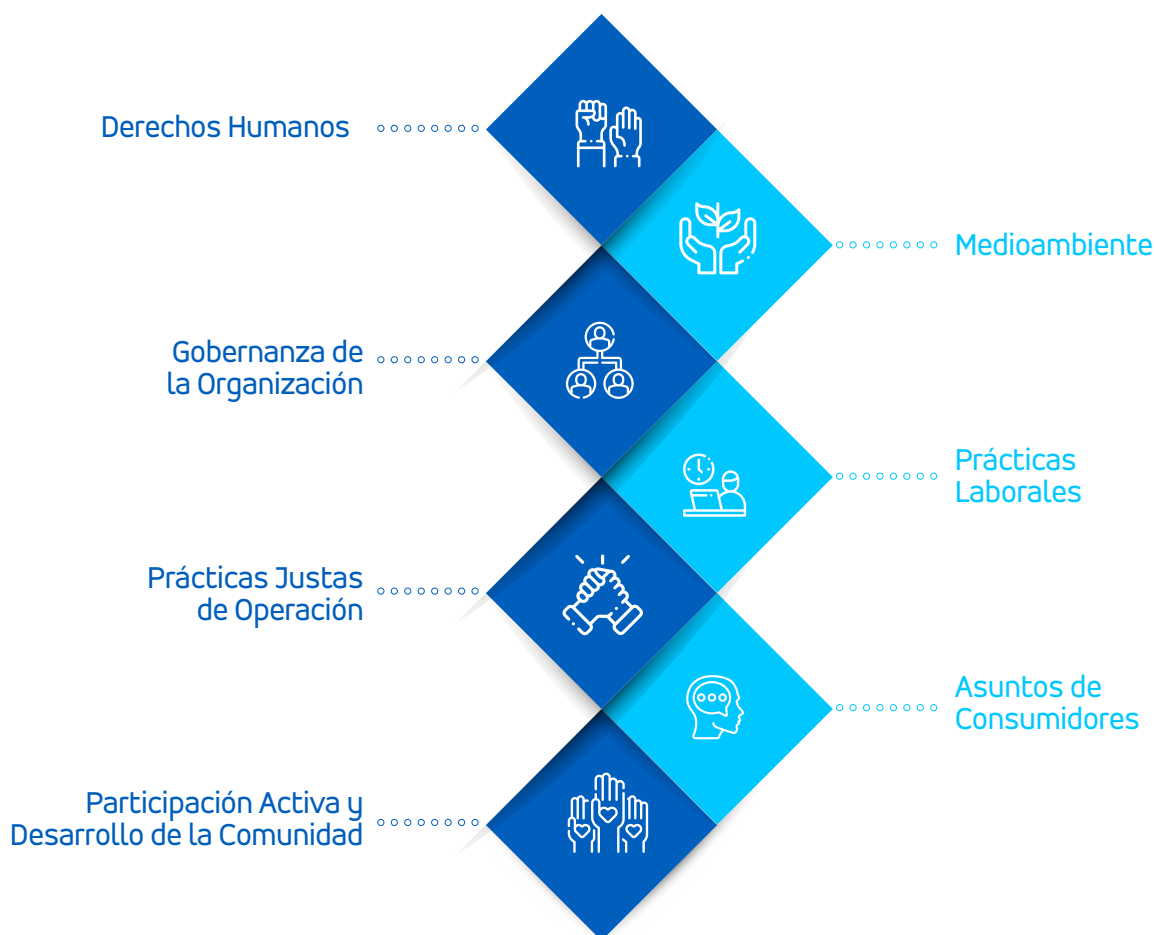 Derechos Humanos
Medioambiente
Gobernanza de
la Organización
Prácticas
Laborales
Prácticas Justas
de Operación
Asuntos de
Consumidores
Participación Activa y
Desarrollo de la Comunidad